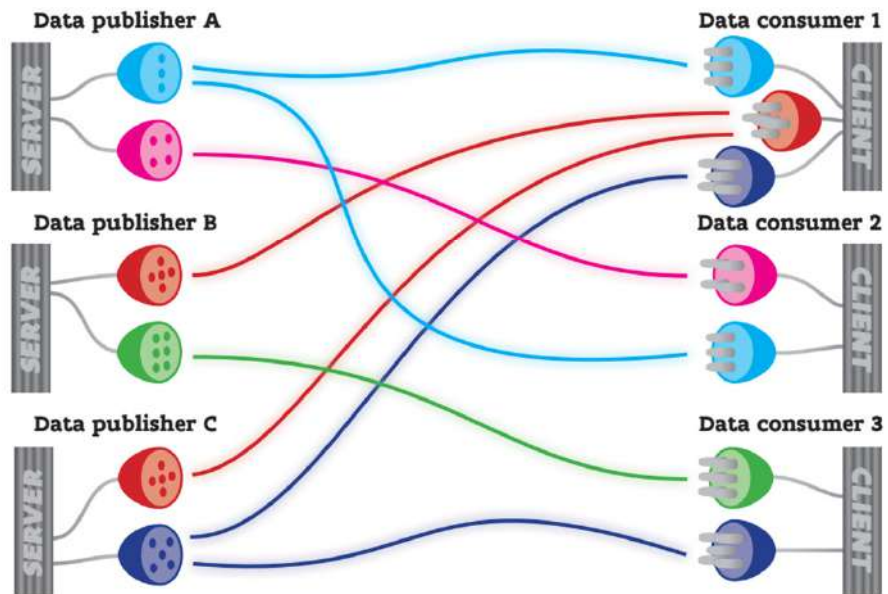 Data publisher A
Data consumer 1
SERVER
CLIENT
Data publisher B
Data consumer 2
SERVER
CLIENT
Data publisher C
Data consumer 3
SERVER
CLIENT